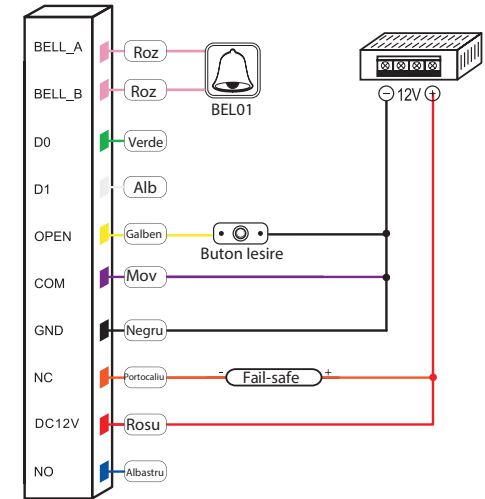 BELL_A Roz
BELL_B Roz
BEL01
- 12V +
D0 Verde
D1 Alb
OPEN Galben
Buton Iesire
COM Mov
GND Negru
NC Portocaliu - Fail-safe +
DC12V Rosu
NO Albastru